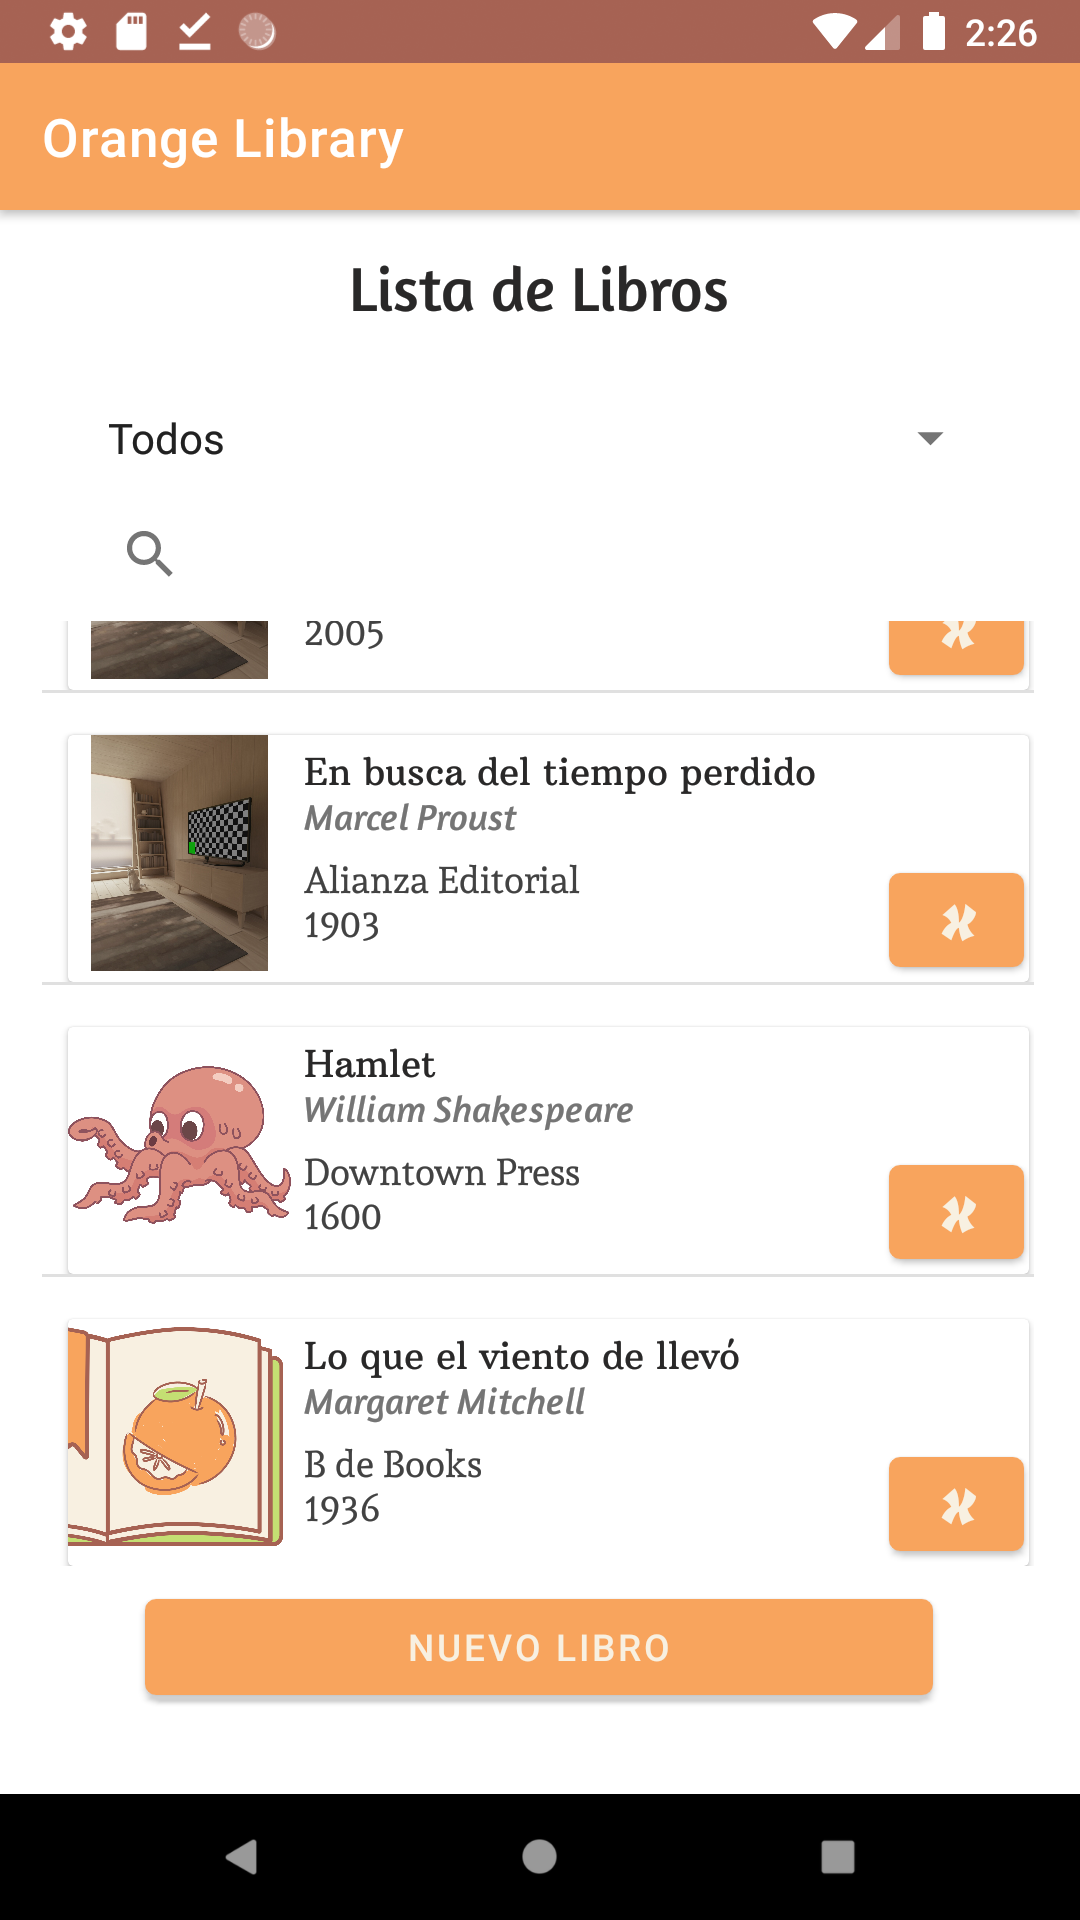 2:26
Orange Library
Lista de Libros
Todos
2005
En busca del tiempo perdido
Marcel Proust
Alianza Editorial
1903
Hamlet
William Shakespeare
Downtown Press
1600
Lo que el viento de llevó
Margaret Mitchell
B de Books
1936
NUEVO LIBRO